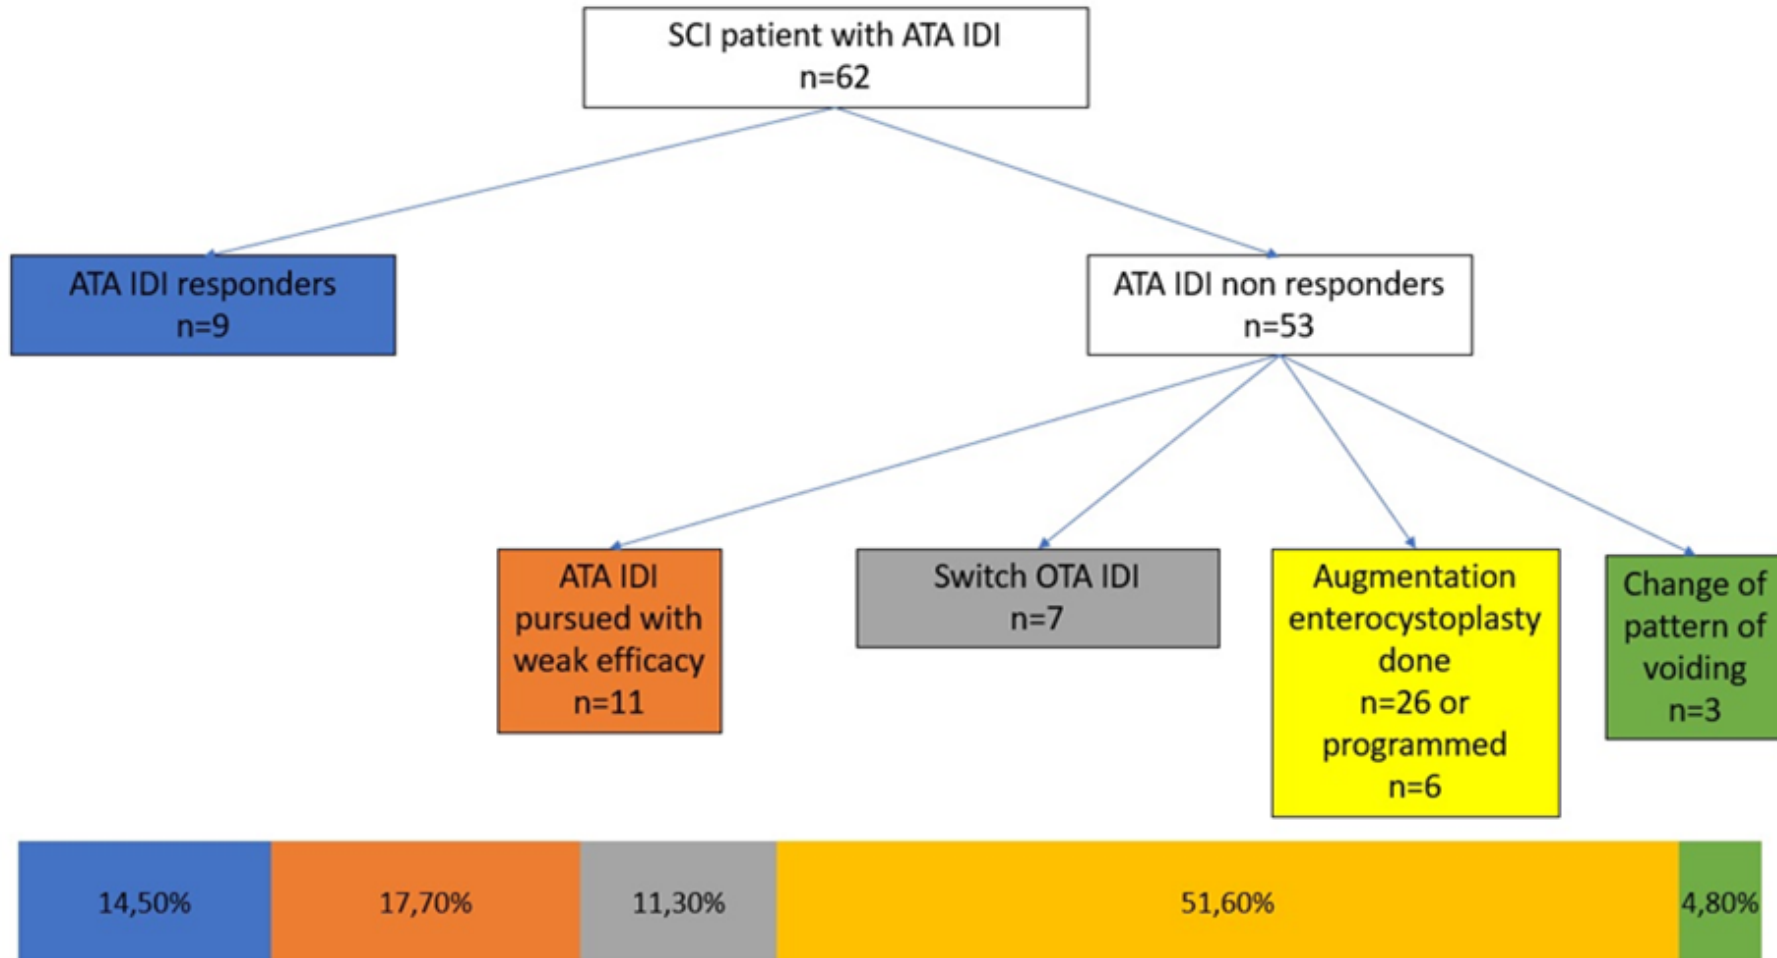 SCI patient with ATA IDI
n=62
ATA IDI responders
n=9
ATA IDI non responders
n=53
ATA IDI
pursued with
weak efficacy
n=11
Switch OTA IDI
n=7
Augmentation
enterocystoplasty
done
n=26 or
programmed
n=6
Change of
pattern of
voiding
n=3
14,50%
17,70%
11,30%
51,60%
4,80%